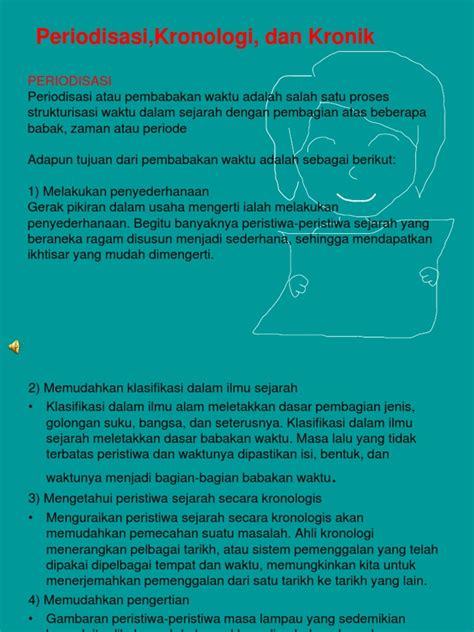 Periodisasi,Kronologi, dan Kronik
PERIODISASI
Periodisasi atau pembabakan waktu adalah salah satu proses
strukturisasi waktu dalam sejarah dengan pembagian atas beberapa
babak, zaman atau periode
Adapun tujuan dari pembabakan waktu adalah sebagai berikut:
1) Melakukan penyederhanaan
Gerak pikiran dalam usaha mengerti ialah melakukan
penyederhanaan. Begitu banyaknya peristiwa-peristiwa sejarah yang
beraneka ragam disusun menjadi sederhana, sehingga mendapatkan
ikhtisar yang mudah dimengerti.
2) Memudahkan klasifikasi dalam ilmu sejarah
• Klasifikasi dalam ilmu alam meletakkan dasar pembagian jenis,
golongan suku, bangsa, dan seterusnya. Klasifikasi dalam ilmu
sejarah meletakkan dasar babakan waktu. Masa lalu yang tidak
terbatas peristiwa dan waktunya dipastikan isi, bentuk, dan
waktunya menjadi bagian-bagian babakan waktu.
3) Mengetahui peristiwa sejarah secara kronologis
• Menguraikan peristiwa sejarah secara kronologis akan
memudahkan pemecahan suatu masalah. Ahli kronologi
menerangkan pelbagai tarikh, atau sistem pemenggalan yang telah
dipakai dipelbagai tempat dan waktu, memungkinkan kita untuk
menerjemahkan pemenggalan dari satu tarikh ke tarikh yang lain.
4) Memudahkan pengertian
• Gambaran peristiwa-peristiwa masa lampau yang sedemikian